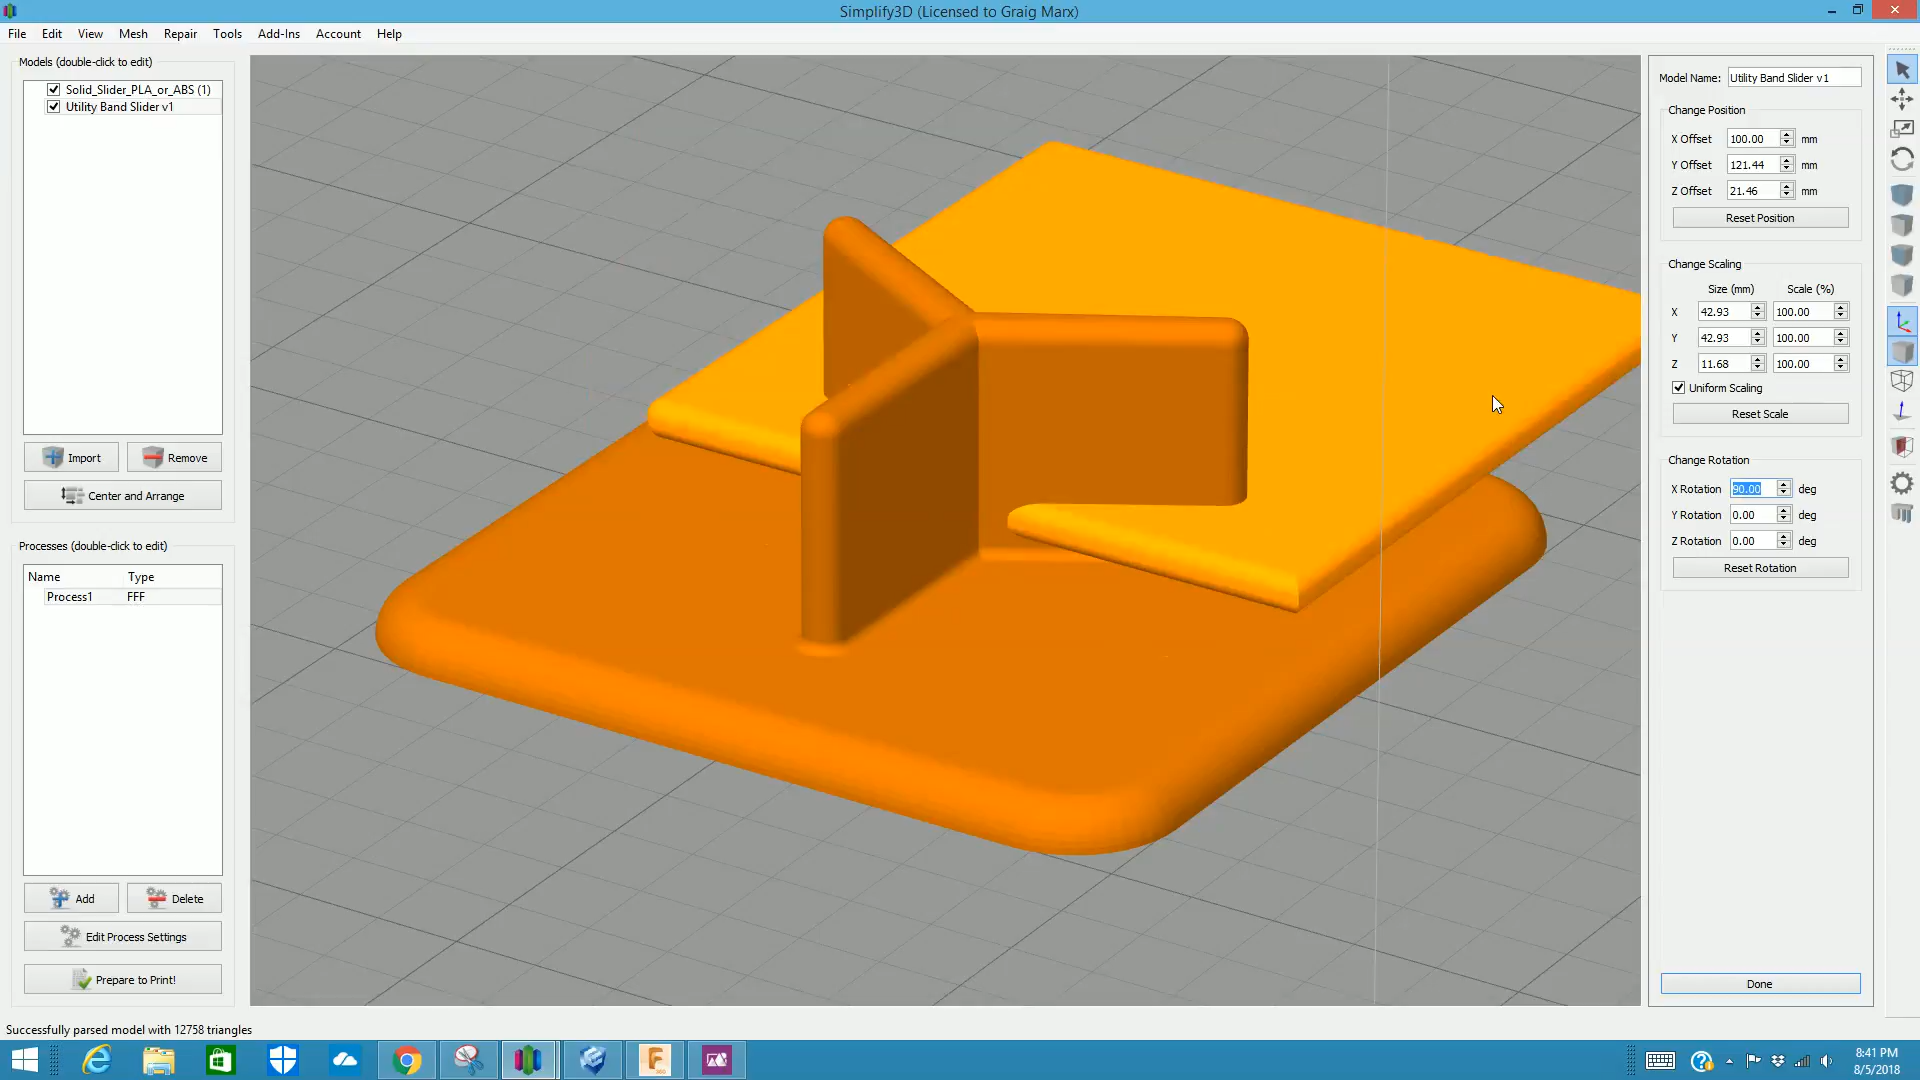 Simplify3D (Licensed to Graig Marx)
File Edit View Mesh Repair Tools Add-Ins Account Help
Models (double-click to edit)
Solid_Slider_PLA_or_ABS (1)
Utility Band Slider v1
Import Remove
Center and Arrange
Processes (double-click to edit)
Name Type
Process1 FFF
Add Delete
Edit Process Settings
Prepare to Print!
Successfully parsed model with 12758 triangles
Model Name: Utility Band Slider v1
Change Position
X Offset 100.00 mm
Y Offset 121.44 mm
Z Offset 21.46 mm
Reset Position
Change Scaling
Size (mm) Scale (%)
X 42.93 100.00
Y 42.93 100.00
Z 11.68 100.00
Uniform Scaling
Reset Scale
Change Rotation
X Rotation 90.00 deg
Y Rotation 0.00 deg
Z Rotation 0.00 deg
Reset Rotation
Done
8:41 PM
8/5/2018